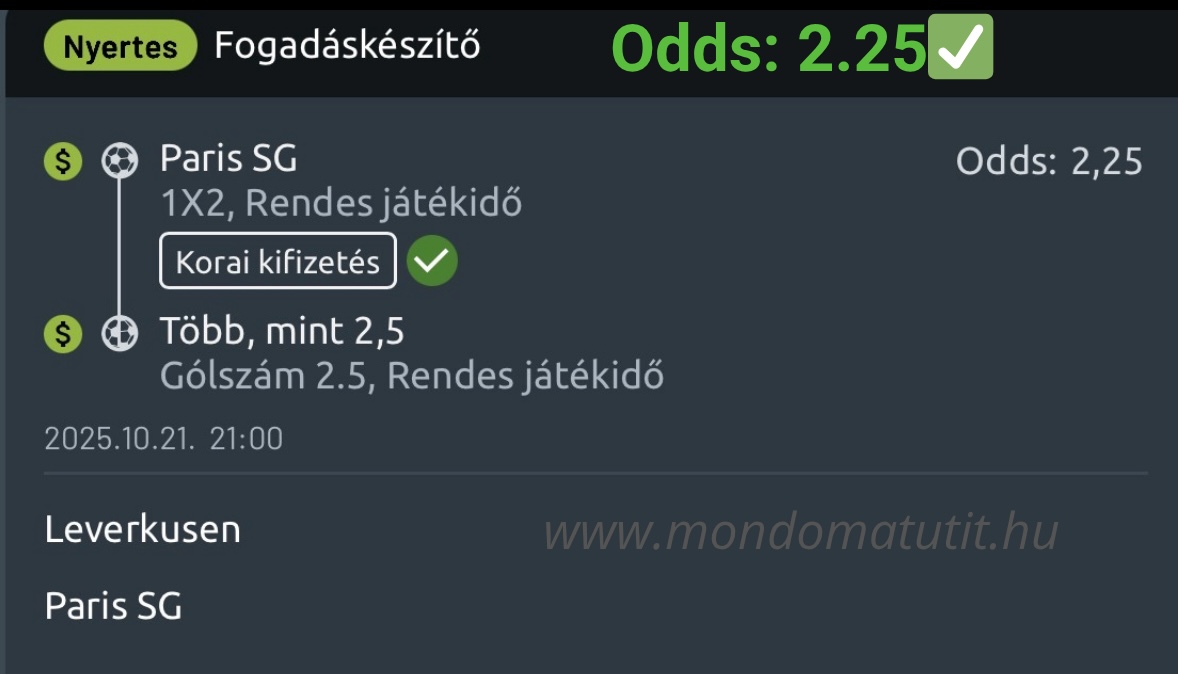 Nyertes Fogadáskészítő Odds: 2.25✅
$ Paris SG Odds: 2,25
1X2, Rendes játékidő
Korai kifizetés
$ Több, mint 2,5
Gólszám 2.5, Rendes játékidő
2025.10.21. 21:00
Leverkusen www.mondomatutit.hu
Paris SG